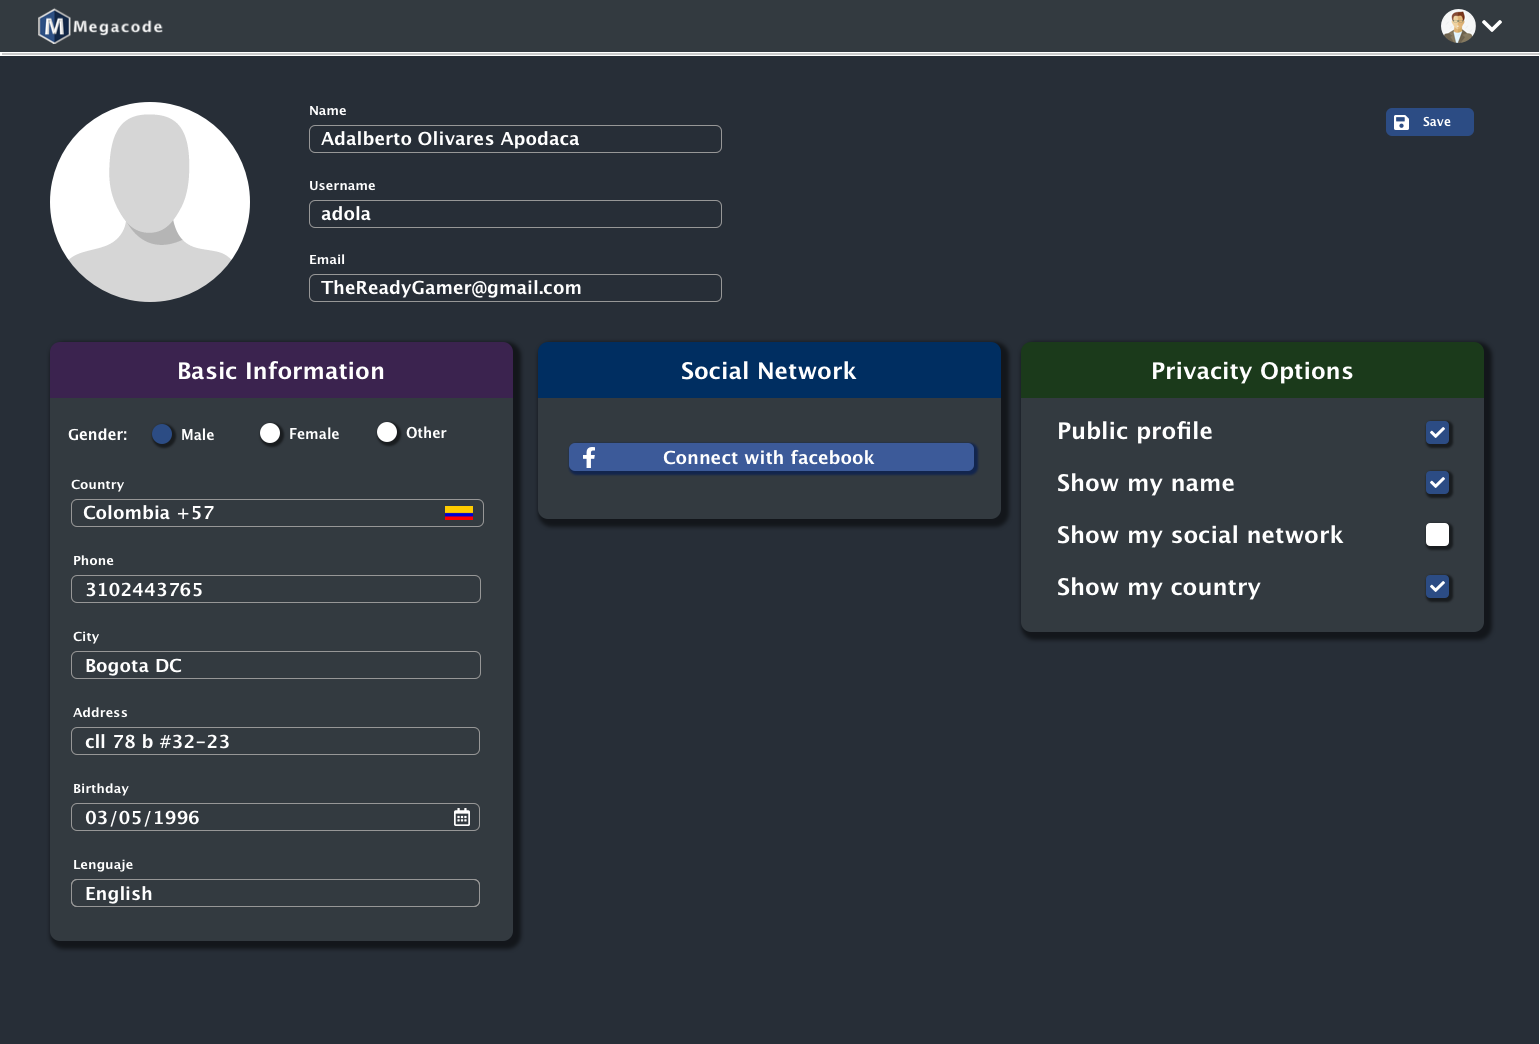 Megacode
Name
Adalberto Olivares Apodaca
Save
Username
adola
Email
TheReadyGamer@gmail.com
Basic Information
Gender:
Male
Female
Other
Country
Colombia +57
Phone
3102443765
City
Bogota DC
Address
cll 78 b #32-23
Birthday
03/05/1996
Lenguaje
English
Social Network
Connect with facebook
Privacity Options
Public profile
Show my name
Show my social network
Show my country